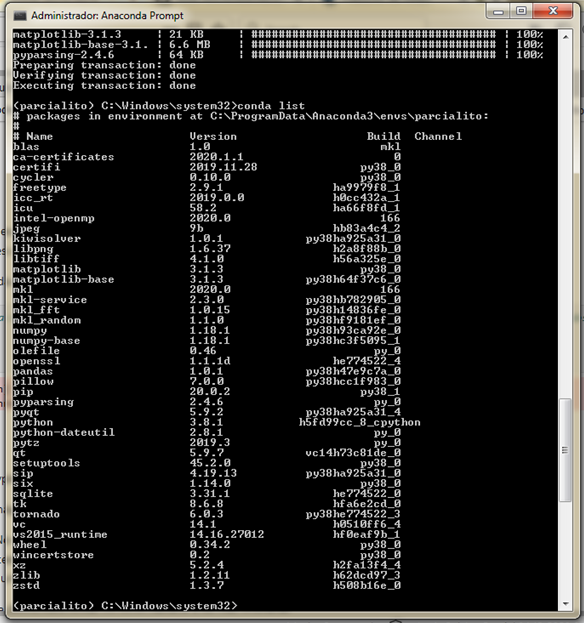 Administrador: Anaconda Prompt
matplotlib-3.1.3 | 21 KB | ####################################### | 100%
matplotlib-base-3.1. | 6.6 MB | ####################################### | 100%
pyparsing-2.4.6 | 64 KB | ####################################### | 100%
Preparing transaction: done
Verifying transaction: done
Executing transaction: done
(parcialito) C:\Windows\system32>conda list
# packages in environment at C:\ProgramData\Anaconda3\envs\parcialito:
#
# Name Version Build Channel
blas 1.0 mkl
ca-certificates 2020.1.1 0
certifi 2019.11.28 py38_0
cycler 0.10.0 py38_0
freetype 2.9.1 ha9979f8_1
icc_rt 2019.0.0 h0cc432a_1
icu 58.2 ha66f8fd_1
intel-openmp 2020.0 166
jpeg 9b hb83a4c4_2
kiwisolver 1.0.1 py38ha925a31_0
libpng 1.6.37 h2a8f88b_0
libtiff 4.1.0 h56a325e_0
matplotlib 3.1.3 py38_0
matplotlib-base 3.1.3 py38h64f37c6_0
mkl 2020.0 166
mkl-service 2.3.0 py38hb782905_0
mkl_fft 1.0.15 py38h14836fe_0
mkl_random 1.1.0 py38hf9181ef_0
numpy 1.18.1 py38h93ca92e_0
numpy-base 1.18.1 py38hc3f5095_1
olefile 0.46 py_0
openssl 1.1.1d he774522_4
pandas 1.0.1 py38h47e9c7a_0
pillow 7.0.0 py38hcc1f983_0
pip 20.0.2 py38_1
pyparsing 2.4.6 py_0
pyqt 5.9.2 py38ha925a31_4
python 3.8.1 h5fd99cc_8_cpython
python-dateutil 2.8.1 py_0
pytz 2019.3 py_0
qt 5.9.7 vc14h73c81de_0
setuptools 45.2.0 py38_0
sip 4.19.13 py38ha925a31_0
six 1.14.0 py38_0
sqlite 3.31.1 he774522_0
tk 8.6.8 hfa6e2cd_0
tornado 6.0.3 py38he774522_3
vc 14.1 h0510ff6_4
vs2015_runtime 14.16.27012 hf0eaf9b_1
wheel 0.34.2 py38_0
wincertstore 0.2 py38_0
xz 5.2.4 h2fa13f4_4
zlib 1.2.11 h62dcd97_3
zstd 1.3.7 h508b16e_0
(parcialito) C:\Windows\system32>